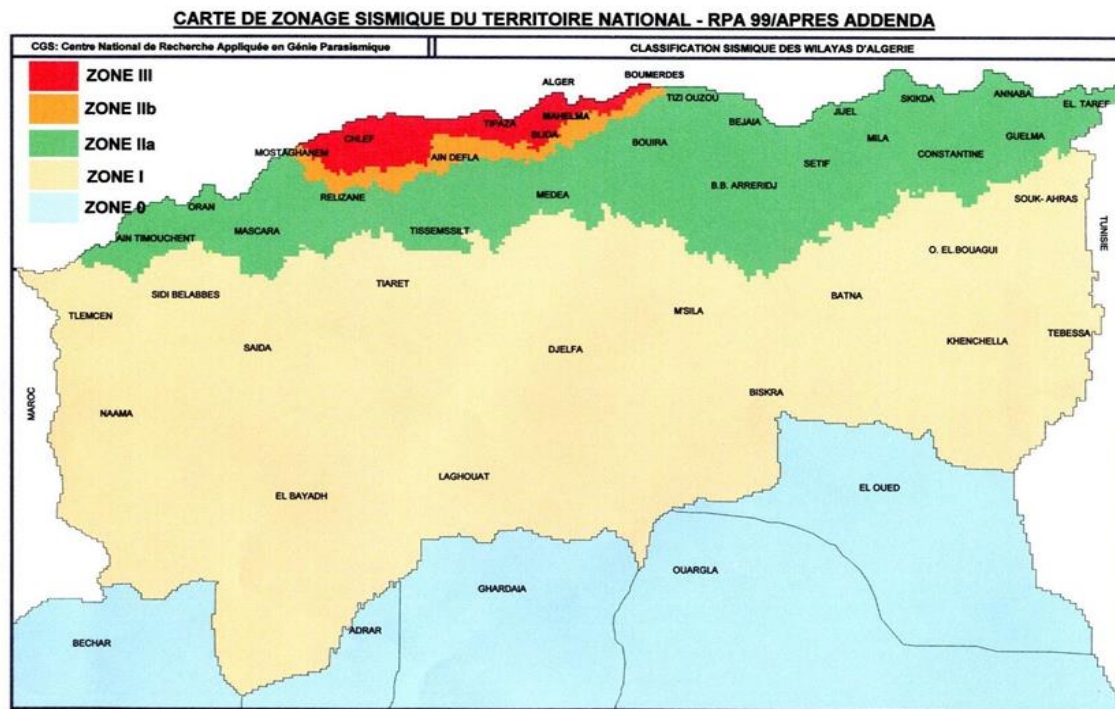 CARTE DE ZONAGE SISMIQUE DU TERRITOIRE NATIONAL - RPA 99/APRES ADDENDA
CGS: Centre National de Recherche Appliquée en Génie Parasismique
CLASSIFICATION SISMIQUE DES WILAYAS D'ALGERIE
ZONE III
ZONE IIb
ZONE IIa
ZONE I
ZONE 0
ALGER
BOUMERDES
TIZI OUZOU
SKIKDA
ANNABA
EL. TAREF
JIJEL
BEJAIA
TIPAZA
MAHELMA
BLIDA
CHLEF
MOSTAGHANEM
AIN DEFLA
BOUIRA
MILA
GUELMA
SETIF
CONSTANTINE
B.B. ARRERIDJ
RELIZANE
MEDEA
ORAN
SOUK- AHRAS
AIN TIMOUCHENT
MASCARA
TISSEMSSILT
TUNISIE
O. EL BOUAGUI
TIARET
SIDI BELABBES
BATNA
TLEMCEN
M'SILA
TEBESSA
SAIDA
DJELFA
KHENCHELLA
MAROC
NAAMA
BISKRA
LAGHOUAT
EL BAYADH
EL OUED
OUARGLA
GHARDAIA
ADRAR
BECHAR